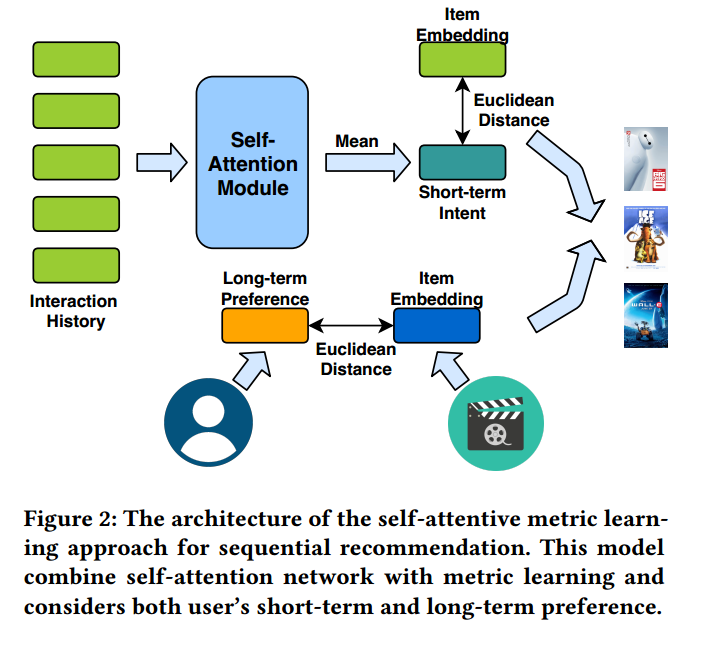 Item
Embedding
Euclidean
Distance
Self-
Attention
Module
Mean
Short-term
Intent
Interaction
History
Long-term
Preference
Item
Embedding
Euclidean
Distance
ICE
AGE
WALL·E
Figure 2: The architecture of the self-attentive metric learn-
ing approach for sequential recommendation. This model
combine self-attention network with metric learning and
considers both user's short-term and long-term preference.